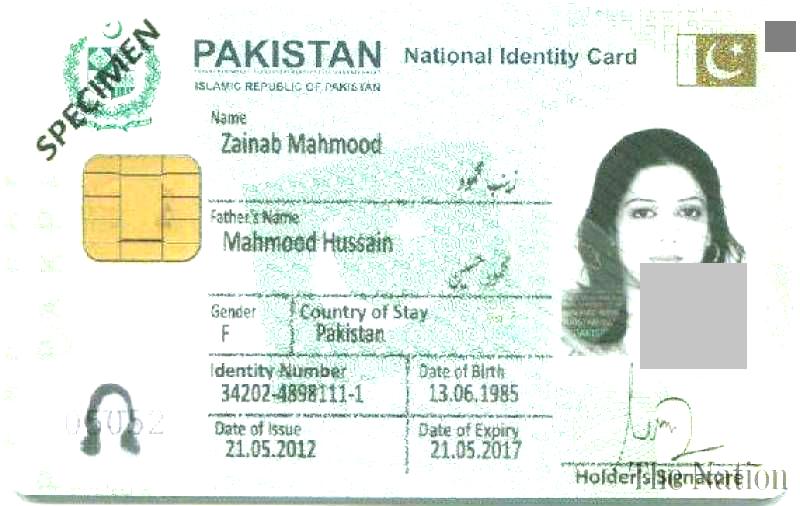 SPECIMEN
PAKISTAN National Identity Card
ISLAMIC REPUBLIC OF PAKISTAN
Name
Zainab Mahmood
زینب محمود
Father's Name
Mahmood Hussain
محمود حسین
Gender
F
Country of Stay
Pakistan
Identity Number
34202-4898111-1
Date of Birth
13.06.1985
Date of Issue
21.05.2012
Date of Expiry
21.05.2017
Holder's Signature
The Nation